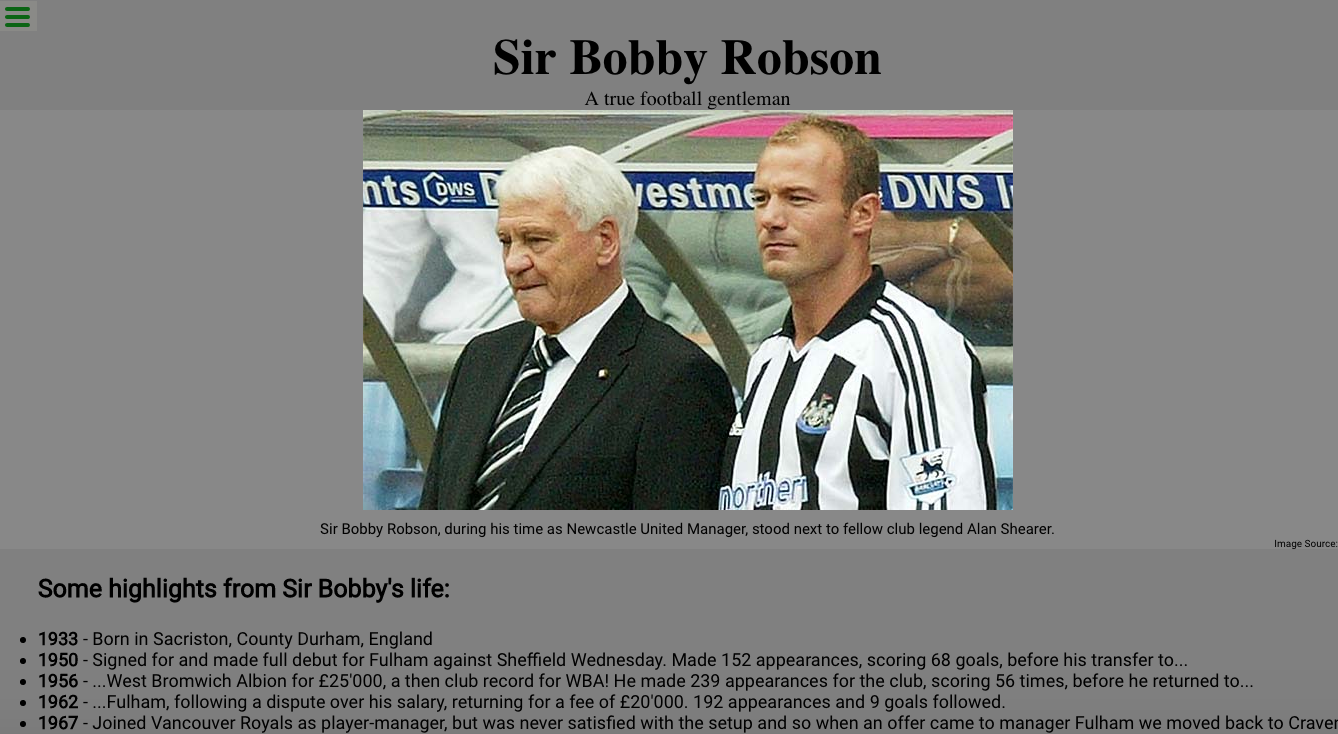 Sir Bobby Robson
A true football gentleman
nts DWS D vestme DWS I
northern
BARCLAYS
Sir Bobby Robson, during his time as Newcastle United Manager, stood next to fellow club legend Alan Shearer.
Image Source:
Some highlights from Sir Bobby's life:
• 1933 - Born in Sacriston, County Durham, England
• 1950 - Signed for and made full debut for Fulham against Sheffield Wednesday. Made 152 appearances, scoring 68 goals, before his transfer to...
• 1956 - ...West Bromwich Albion for £25'000, a then club record for WBA! He made 239 appearances for the club, scoring 56 times, before he returned to...
• 1962 - ...Fulham, following a dispute over his salary, returning for a fee of £20'000. 192 appearances and 9 goals followed.
• 1967 - Joined Vancouver Royals as player-manager, but was never satisfied with the setup and so when an offer came to manager Fulham we moved back to Craver